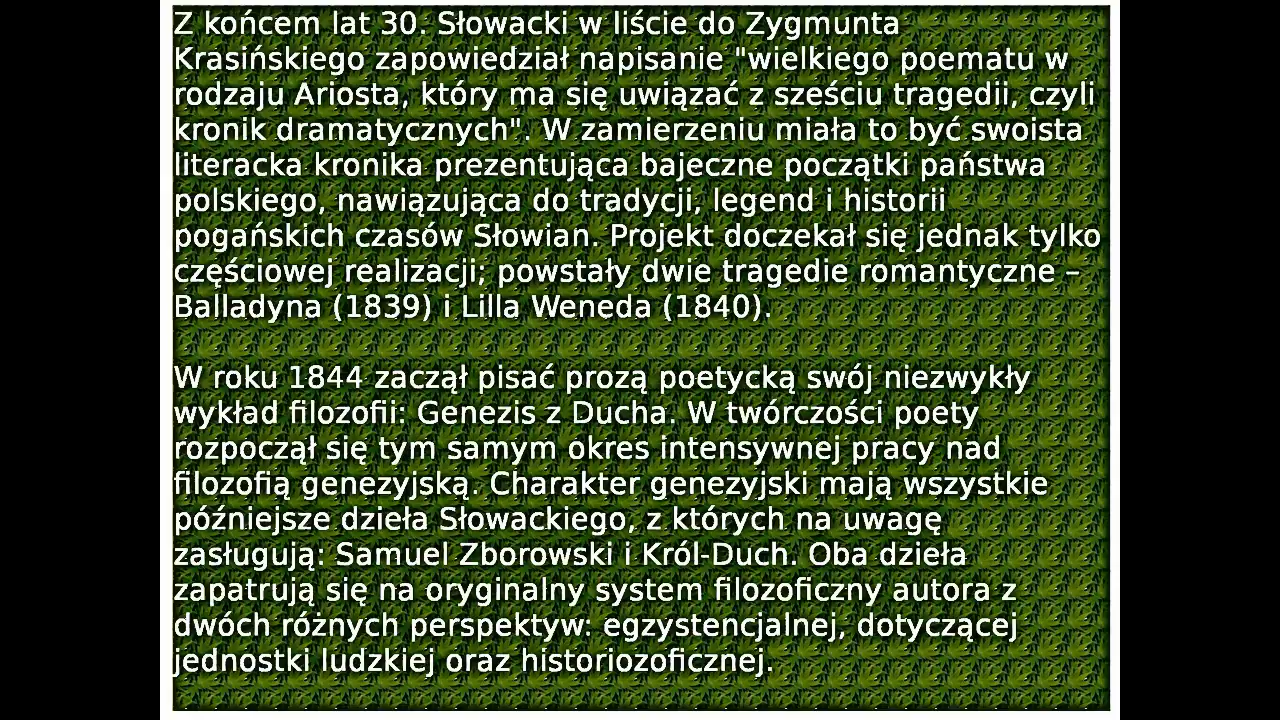 Z końcem lat 30. Słowacki w liście do Zygmunta
Krasińskiego zapowiedział napisanie "wielkiego poematu w
rodzaju Ariosta, który ma się uwiązać z sześciu tragedii, czyli
kronik dramatycznych". W zamierzeniu miała to być swoista
literacka kronika prezentująca bajeczne początki państwa
polskiego, nawiązująca do tradycji, legend i historii
pogańskich czasów Słowian. Projekt doczekał się jednak tylko
częściowej realizacji; powstały dwie tragedie romantyczne –
Balladyna (1839) i Lilla Weneda (1840).
W roku 1844 zaczął pisać prozą poetycką swój niezwykły
wykład filozofii: Genezis z Ducha. W twórczości poety
rozpoczął się tym samym okres intensywnej pracy nad
filozofią genezyjską. Charakter genezyjski mają wszystkie
późniejsze dzieła Słowackiego, z których na uwagę
zasługują: Samuel Zborowski i Król-Duch. Oba dzieła
zapatrują się na oryginalny system filozoficzny autora z
dwóch różnych perspektyw: egzystencjalnej, dotyczącej
jednostki ludzkiej oraz historiozoficznej.